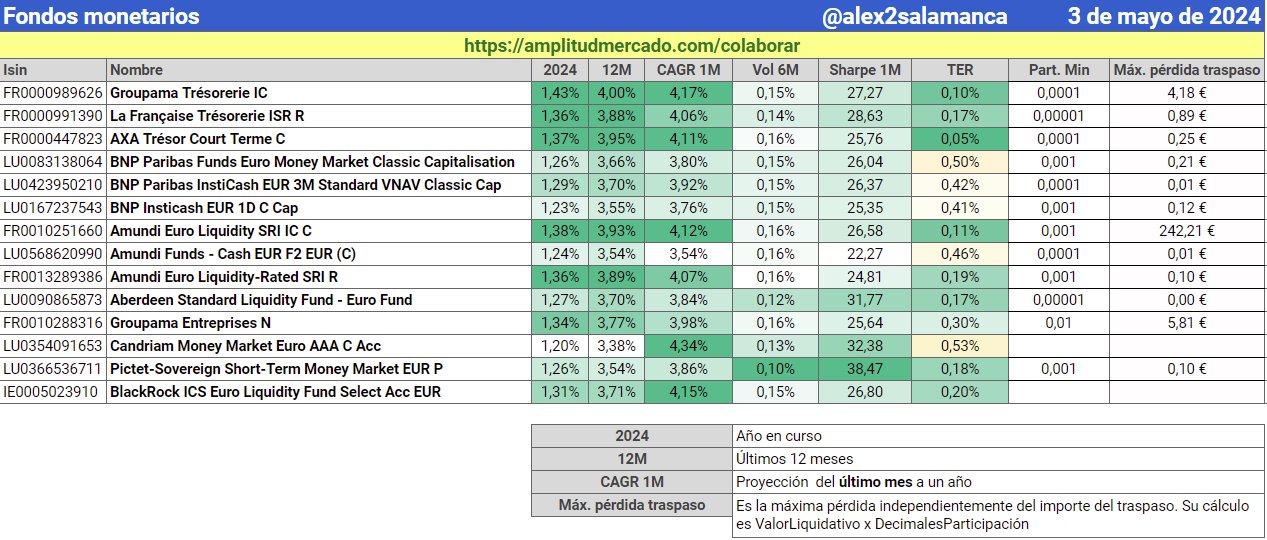 Fondos monetarios @alex2salamanca 3 de mayo de 2024
https://amplitudmercado.com/colaborar
Isin Nombre 2024 12M CAGR 1M Vol 6M Sharpe 1M TER Part. Min Máx. pérdida traspaso
FR0000989626 Groupama Trésorerie IC 1,43% 4,00% 4,17% 0,15% 27,27 0,10% 0,0001 4,18 €
FR0000991390 La Française Trésorerie ISR R 1,36% 3,88% 4,06% 0,14% 28,63 0,17% 0,00001 0,89 €
FR0000447823 AXA Trésor Court Terme C 1,37% 3,95% 4,11% 0,16% 25,76 0,05% 0,0001 0,25 €
LU0083138064 BNP Paribas Funds Euro Money Market Classic Capitalisation 1,26% 3,66% 3,80% 0,15% 26,04 0,50% 0,001 0,21 €
LU0423950210 BNP Paribas InstiCash EUR 3M Standard VNAV Classic Cap 1,29% 3,70% 3,92% 0,15% 26,37 0,42% 0,0001 0,01 €
LU0167237543 BNP Insticash EUR 1D C Cap 1,23% 3,55% 3,76% 0,15% 25,35 0,41% 0,001 0,12 €
FR0010251660 Amundi Euro Liquidity SRI IC C 1,38% 3,93% 4,12% 0,16% 26,58 0,11% 0,001 242,21 €
LU0568620990 Amundi Funds - Cash EUR F2 EUR (C) 1,24% 3,54% 3,54% 0,16% 22,27 0,46% 0,0001 0,01 €
FR0013289386 Amundi Euro Liquidity-Rated SRI R 1,36% 3,89% 4,07% 0,16% 24,81 0,19% 0,001 0,10 €
LU0090865873 Aberdeen Standard Liquidity Fund - Euro Fund 1,27% 3,70% 3,84% 0,12% 31,77 0,17% 0,00001 0,00 €
FR0010288316 Groupama Entreprises N 1,34% 3,77% 3,98% 0,16% 25,64 0,30% 0,01 5,81 €
LU0354091653 Candriam Money Market Euro AAA C Acc 1,20% 3,38% 4,34% 0,13% 32,38 0,53%
LU0366536711 Pictet-Sovereign Short-Term Money Market EUR P 1,26% 3,54% 3,86% 0,10% 38,47 0,18% 0,001 0,10 €
IE0005023910 BlackRock ICS Euro Liquidity Fund Select Acc EUR 1,31% 3,71% 4,15% 0,15% 26,80 0,20%
2024 Año en curso
12M Últimos 12 meses
CAGR 1M Proyección del último mes a un año
Máx. pérdida traspaso Es la máxima pérdida independientemente del importe del traspaso. Su cálculo
es ValorLiquidativo x DecimalesParticipación